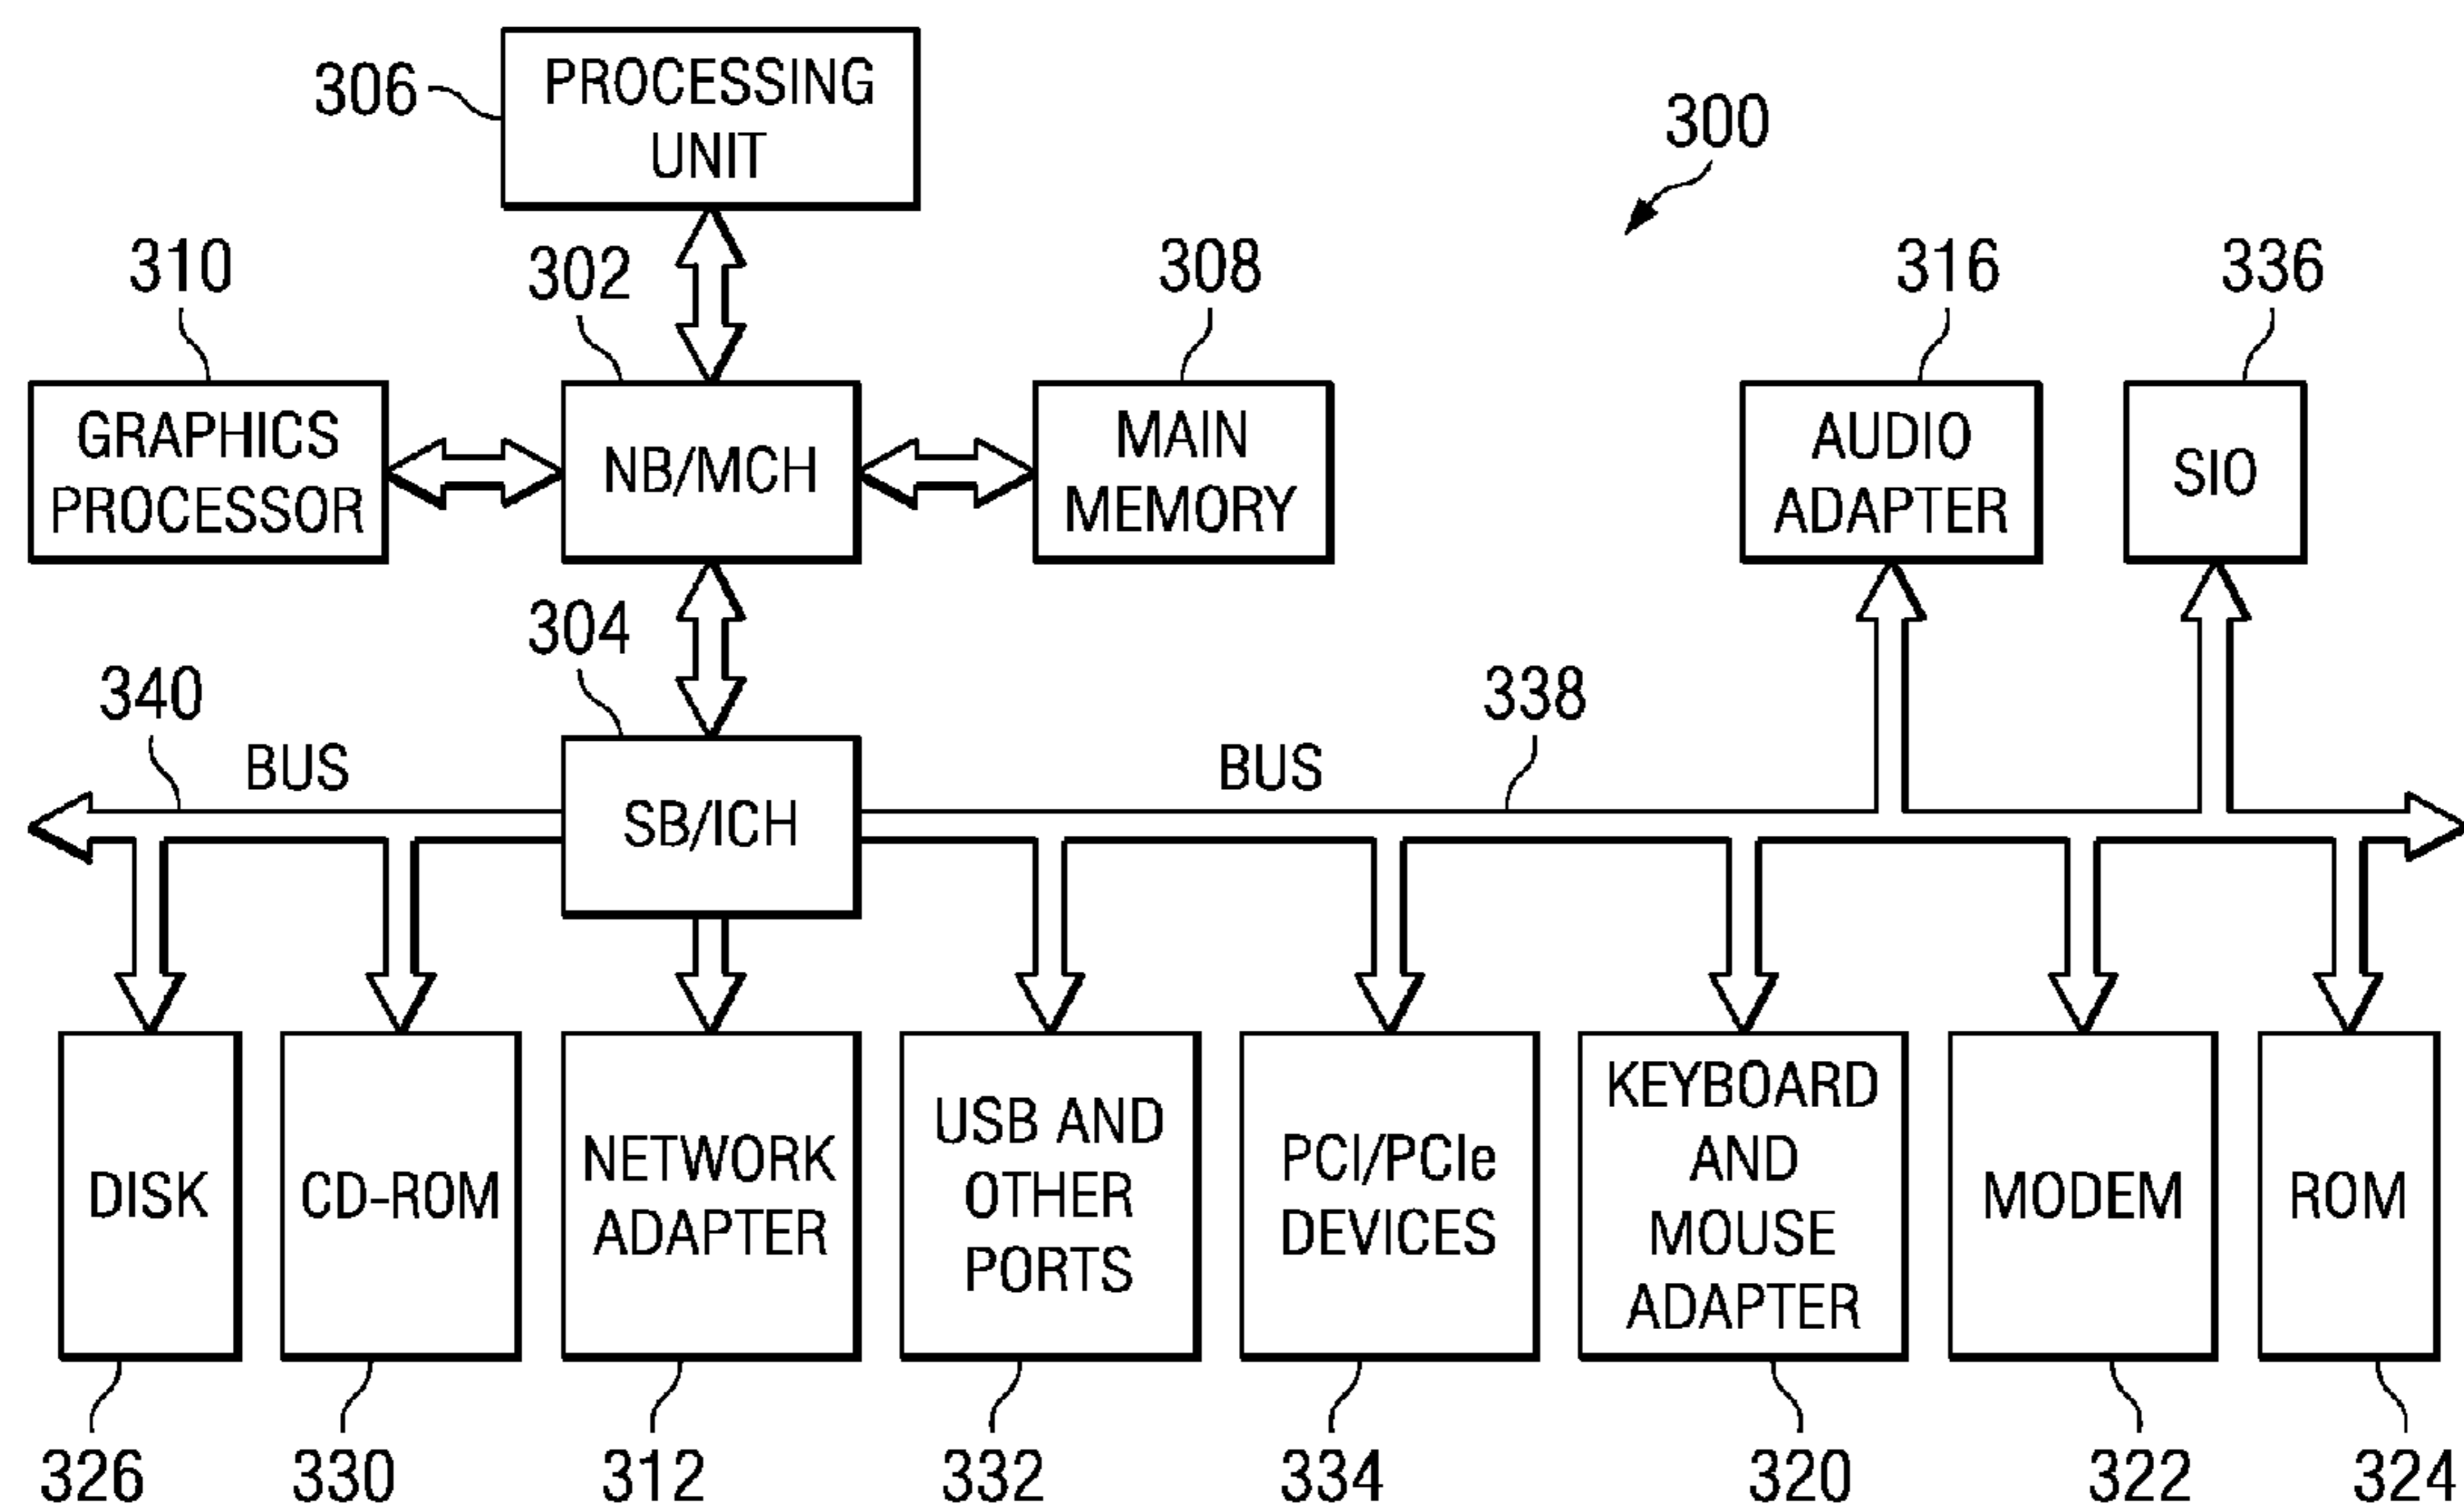 306
PROCESSING
UNIT
300
310
302
308
316
336
GRAPHICS
PROCESSOR
NB/MCH
MAIN
MEMORY
AUDIO
ADAPTER
SIO
304
340
BUS
338
BUS
SB/ICH
DISK
CD-ROM
NETWORK
ADAPTER
USB AND
OTHER
PORTS
PCI/PCIe
DEVICES
KEYBOARD
AND
MOUSE
ADAPTER
MODEM
ROM
326
330
312
332
334
320
322
324